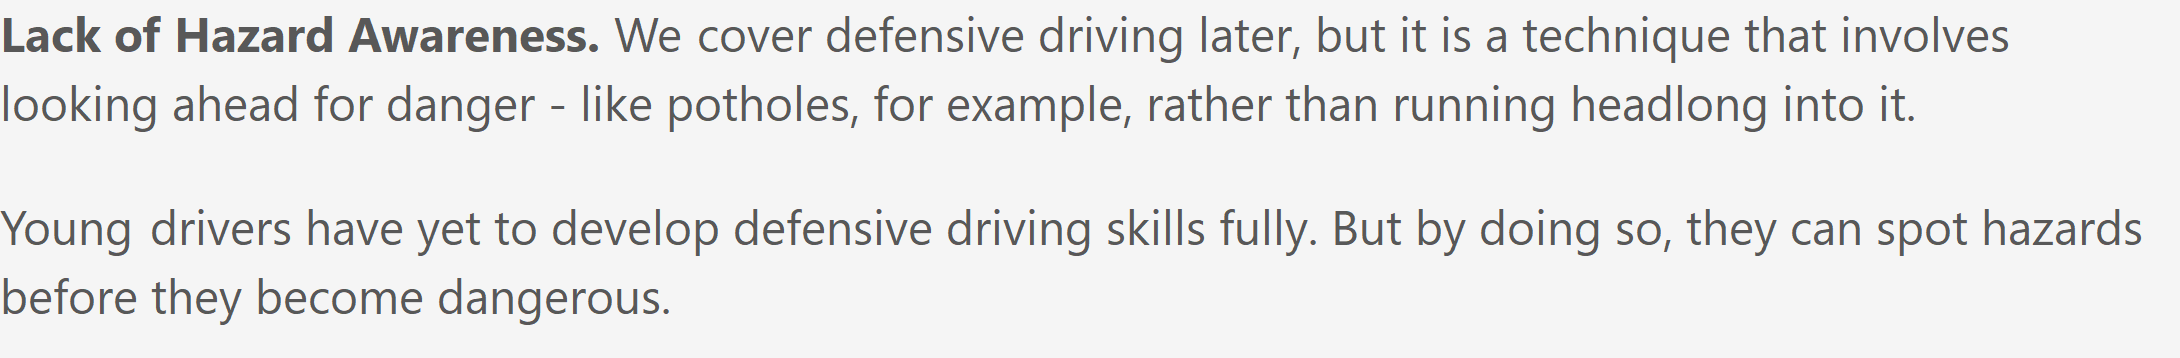 Lack of Hazard Awareness. We cover defensive driving later, but it is a technique that involves
looking ahead for danger - like potholes, for example, rather than running headlong into it.
Young drivers have yet to develop defensive driving skills fully. But by doing so, they can spot hazards
before they become dangerous.